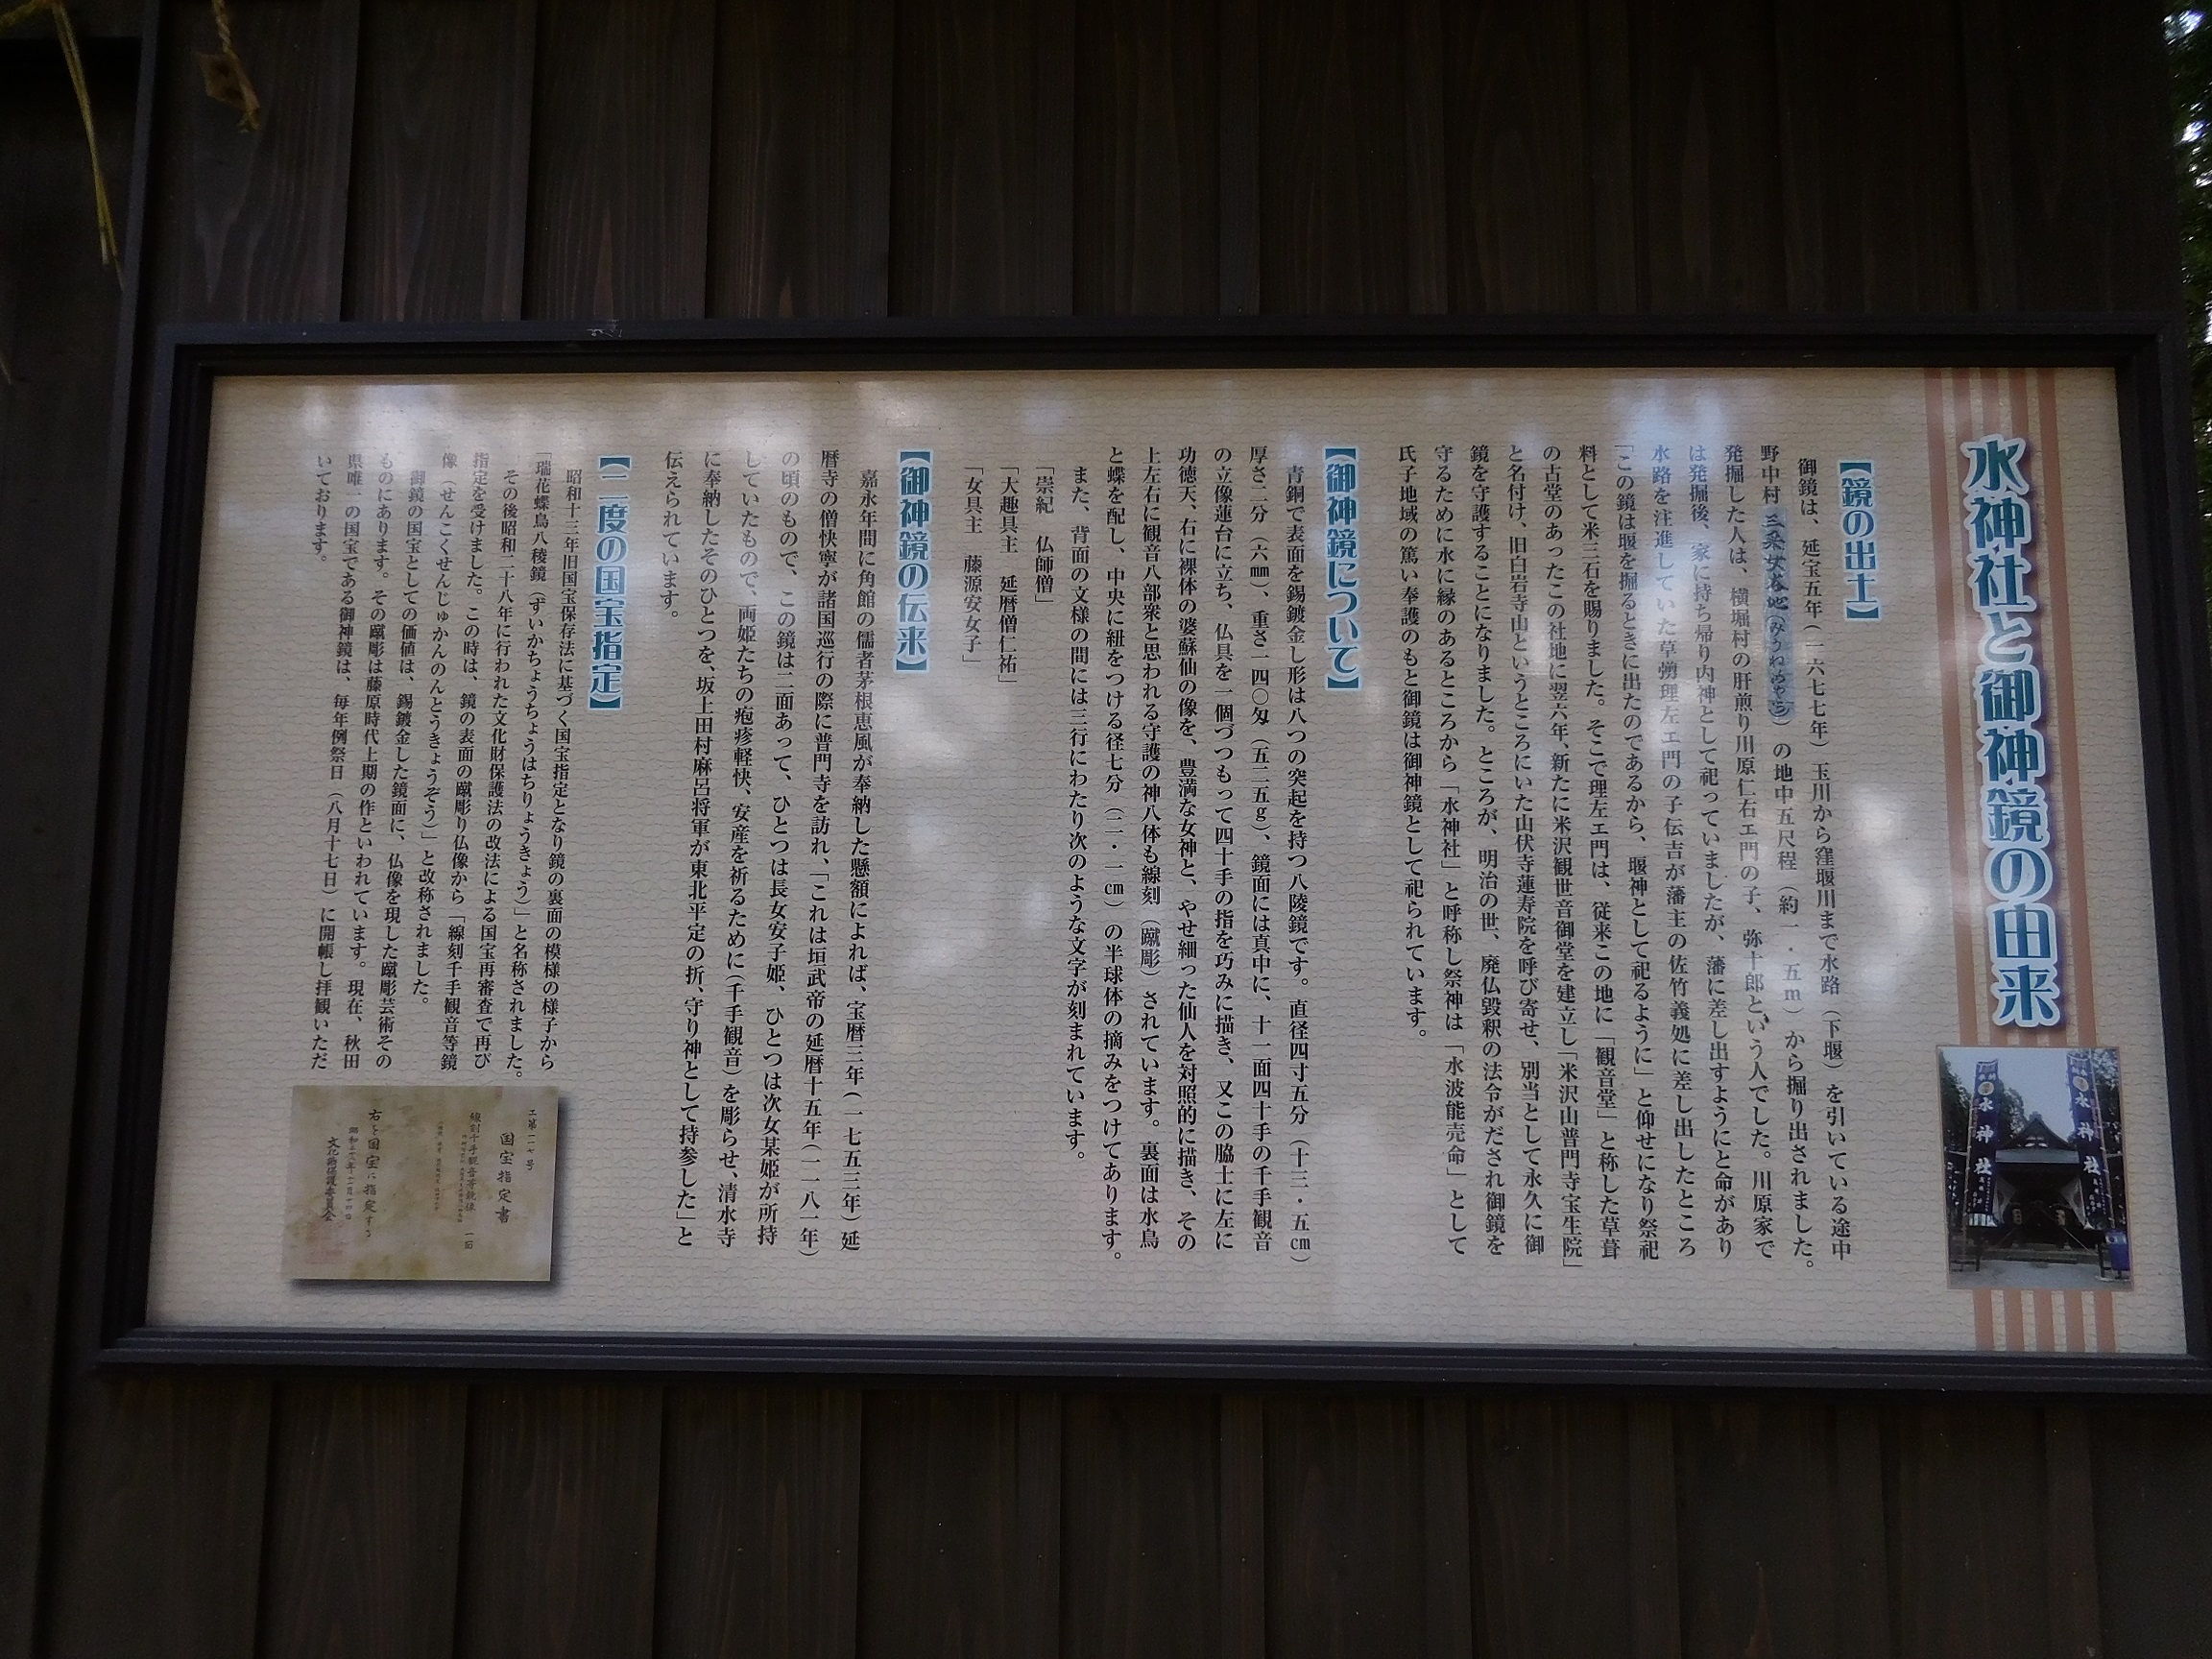 水神社と御神鏡の由来
【鏡の出土】
御鏡は、延宝五年(一六七七年)玉川から窪堰川まで水路(下堰)を引いている途中
野中村 の地中五尺程(約一・五m)から掘り出されました。
発掘した人は、横堀村の肝煎り川原仁右エ門の子、弥十郎という人でした。川原家で
は発掘後、家に持ち帰り内神として祀っていましたが、藩に差し出すようにと命があり
水路を注進していた草彅理左エ門の子伝吉が藩主の佐竹義処に差し出したところ
「この鏡は堰を掘るときに出たのであるから、堰神として祀るように」と仰せになり祭祀
料として米三石を賜りました。そこで理左エ門は、従来この地に「観音堂」と称した草葺
の古堂のあったこの社地に翌六年、新たに米沢観世音御堂を建立し「米沢山普門寺宝生院」
と名付け、旧白岩寺山というところにいた山伏寺蓮寿院を呼び寄せ、別当として永久に御
鏡を守護することになりました。ところが、明治の世、廃仏毀釈の法令がだされ御鏡を
守るために水に縁のあるところから「水神社」と呼称し祭神は「水波能売命」として
氏子地域の篤い奉護のもと御鏡は御神鏡として祀られています。
【御神鏡について】
青銅で表面を錫鍍金し形は八つの突起を持つ八陵鏡です。直径四寸五分(十三・五㎝)
厚さ二分(六㎜)、重さ一四〇匁(五二五g)、鏡面には真中に、十一面四十手の千手観音
の立像蓮台に立ち、仏具を一個づつもって四十手の指を巧みに描き、又この脇士に左に
功徳天、右に裸体の婆蘇仙の像を、豊満な女神と、やせ細った仙人を対照的に描き、その
上左右に観音八部衆と思われる守護の神八体も線刻(蹴彫)されています。裏面は水鳥
と蝶を配し、中央に紐をつける径七分(二・一㎝)の半球体の摘みをつけてあります。
また、背面の文様の間には三行にわたり次のような文字が刻まれています。
「崇紀 仏師僧」
「大趣具主 延暦僧仁祐」
「女具主 藤源安女子」
【御神鏡の伝来】
嘉永年間に角館の儒者茅根恵風が奉納した懸額によれば、宝暦三年(一七五三年)延
暦寺の僧快寧が諸国巡行の際に普門寺を訪れ、「これは垣武帝の延暦十五年(一一八一年)
の頃のもので、この鏡は二面あって、ひとつは長女安子姫、ひとつは次女某姫が所持
していたもので、両姫たちの疱疹軽快、安産を祈るために(千手観音)を彫らせ、清水寺
に奉納したそのひとつを、坂上田村麻呂将軍が東北平定の折、守り神として持参した」と
伝えられています。
【二度の国宝指定】
昭和十三年旧国宝保存法に基づく国宝指定となり鏡の裏面の模様の様子から
「瑞花蝶鳥八稜鏡(ずいかちょうちょうはちりょうきょう)」と名称されました。
その後昭和二十八年に行われた文化財保護法の改法による国宝再審査で再び
指定を受けました。この時は、鏡の表面の蹴彫り仏像から「線刻千手観音等鏡
像(せんこくせんじゅかんのんとうきょうぞう)」と改称されました。
御鏡の国宝としての価値は、錫鍍金した鏡面に、仏像を現した蹴彫芸術その
ものにあります。その蹴彫は藤原時代上期の作といわれています。現在、秋田
県唯一の国宝である御神鏡は、毎年例祭日(八月十七日)に開帳し拝観いただ
いております。
水神社
水神社
工第一一七号
国宝指定書
線刻千手観音等鏡像 一面
右を国宝に指定する
文化財保護委員会